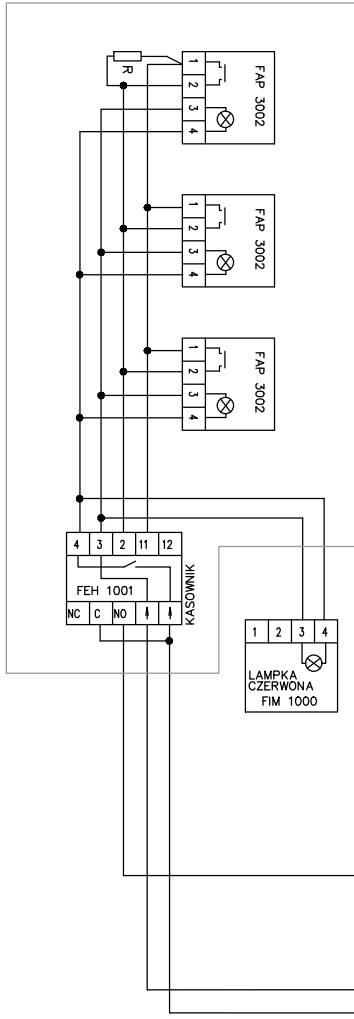 R
1
2
3
4
FAP 3002
1
2
3
4
FAP 3002
1
2
3
4
FAP 3002
4 3 2 11 12
FEH 1001
NC C NO
KASOWNIK
1 2 3 4
LAMPKA
CZERWONA
FIM 1000